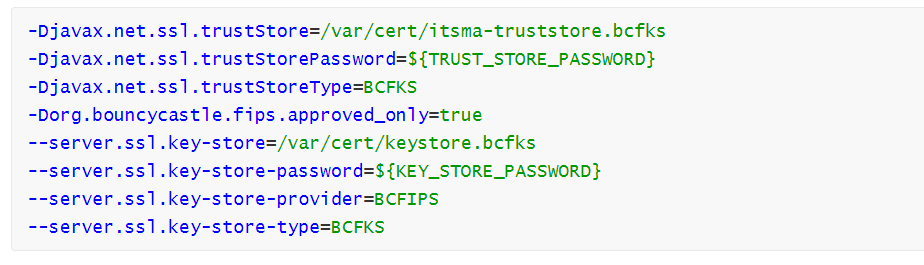 -Djavax.net.ssl.trustStore=/var/cert/itsma-truststore.bcfks
-Djavax.net.ssl.trustStorePassword=${TRUST_STORE_PASSWORD}
-Djavax.net.ssl.trustStoreType=BCFKS
-Dorg.bouncycastle.fips.approved_only=true
--server.ssl.key-store=/var/cert/keystore.bcfks
--server.ssl.key-store-password=${KEY_STORE_PASSWORD}
--server.ssl.key-store-provider=BCFIPS
--server.ssl.key-store-type=BCFKS